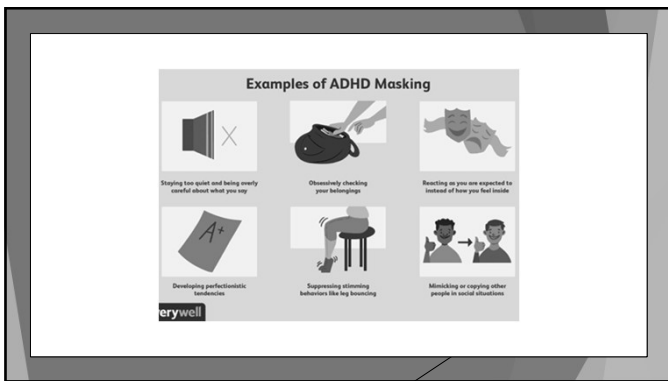 Examples of ADHD Masking
Staying too quiet and being overly
careful about what you say
Obsessively checking
your belongings
Reacting as you are expected to
instead of how you feel inside
A+
Developing perfectionistic
tendencies
Suppressing stimming
behaviors like leg bouncing
Mimicking or copying other
people in social situations
erywell